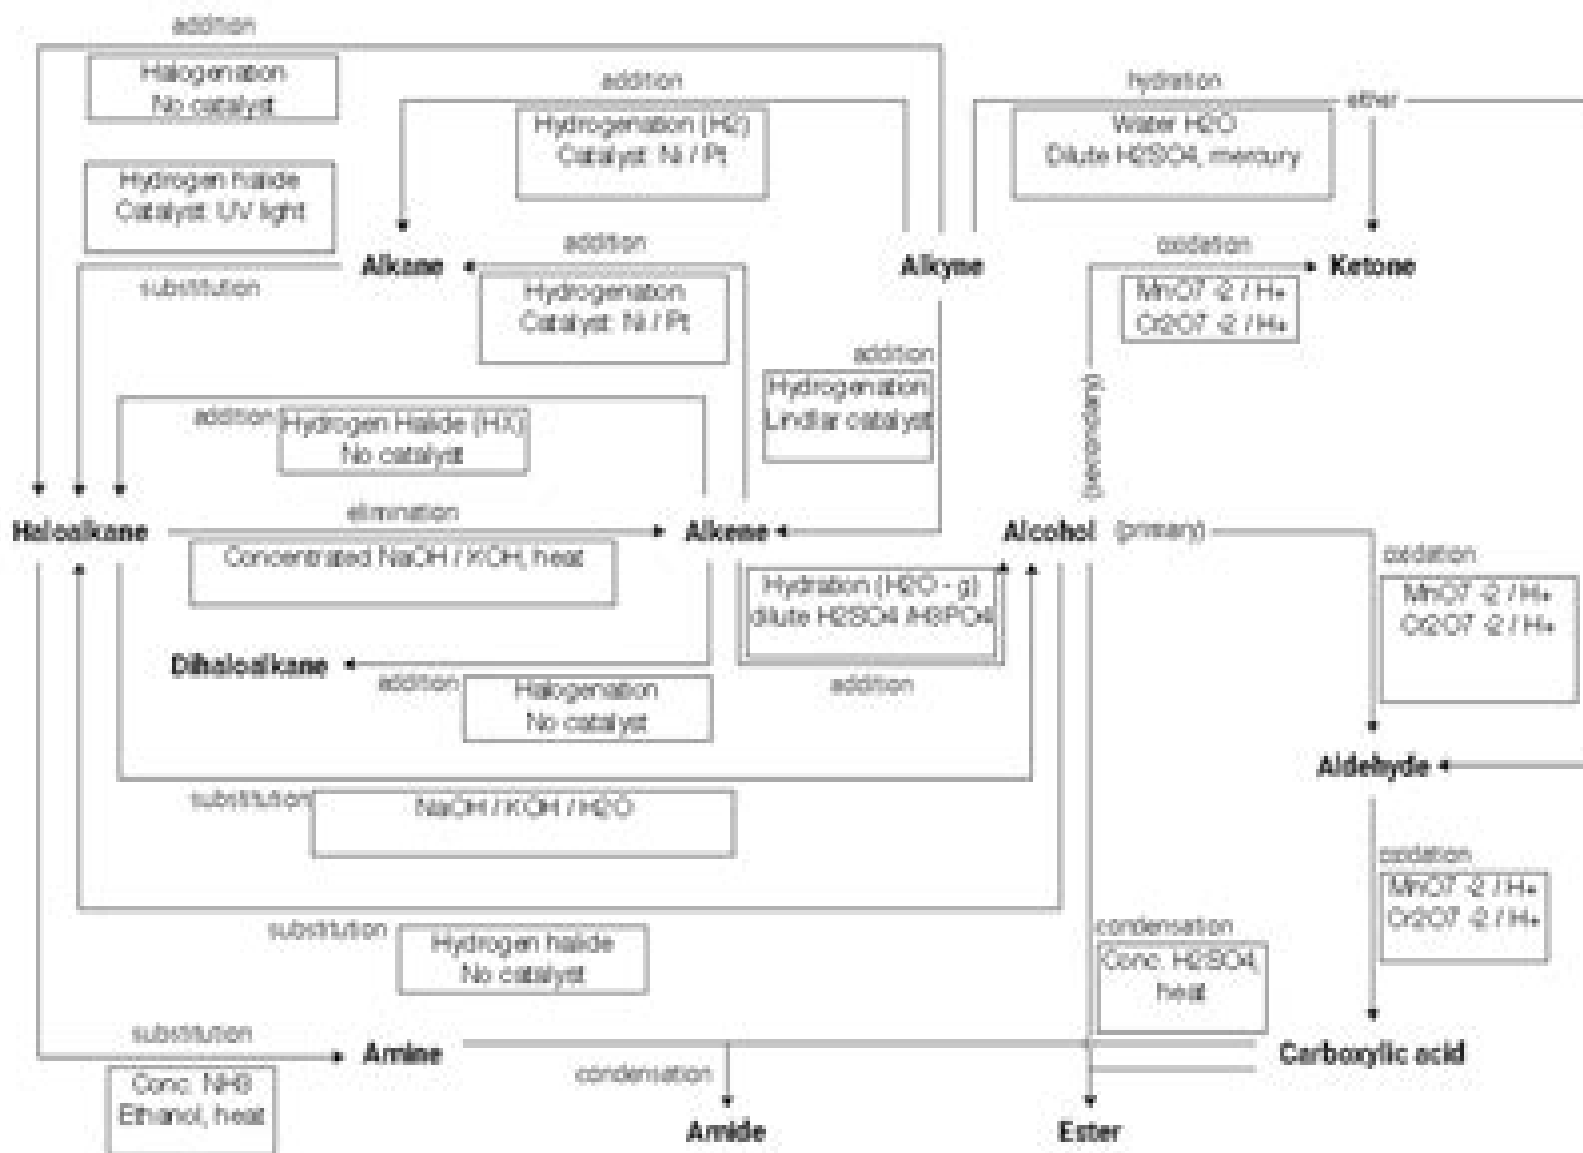 addition
Halogenation
No catalyst
addition
Hydrogenation (H2)
Catalyst: Ni / Pt
hydration
ether
Water H2O
Dilute H2SO4, mercury
Hydrogen halide
Catalyst: UV light
substitution
Alkane
addition
Hydrogenation
Catalyst: Ni / Pt
Alkyne
oxidation
Ketone
MnO7 -2 / H+
Cr2O7 -2 / H+
addition
Hydrogenation
Lindlar catalyst
(secondary)
addition
Hydrogen Halide (HX)
No catalyst
Haloalkane
elimination
Concentrated NaOH / KOH, heat
Alkene
Alcohol (primary)
oxidation
MnO7 -2 / H+
Cr2O7 -2 / H+
Hydration (H2O - g)
dilute H2SO4 /H3PO4
addition
Dihaloalkane
addition
Halogenation
No catalyst
Aldehyde
substitution
NaOH / KOH / H2O
oxidation
MnO7 -2 / H+
Cr2O7 -2 / H+
substitution
Hydrogen halide
No catalyst
condensation
Conc. H2SO4,
heat
substitution
Conc. NH3
Ethanol, heat
Amine
condensation
Carboxylic acid
Amide
Ester